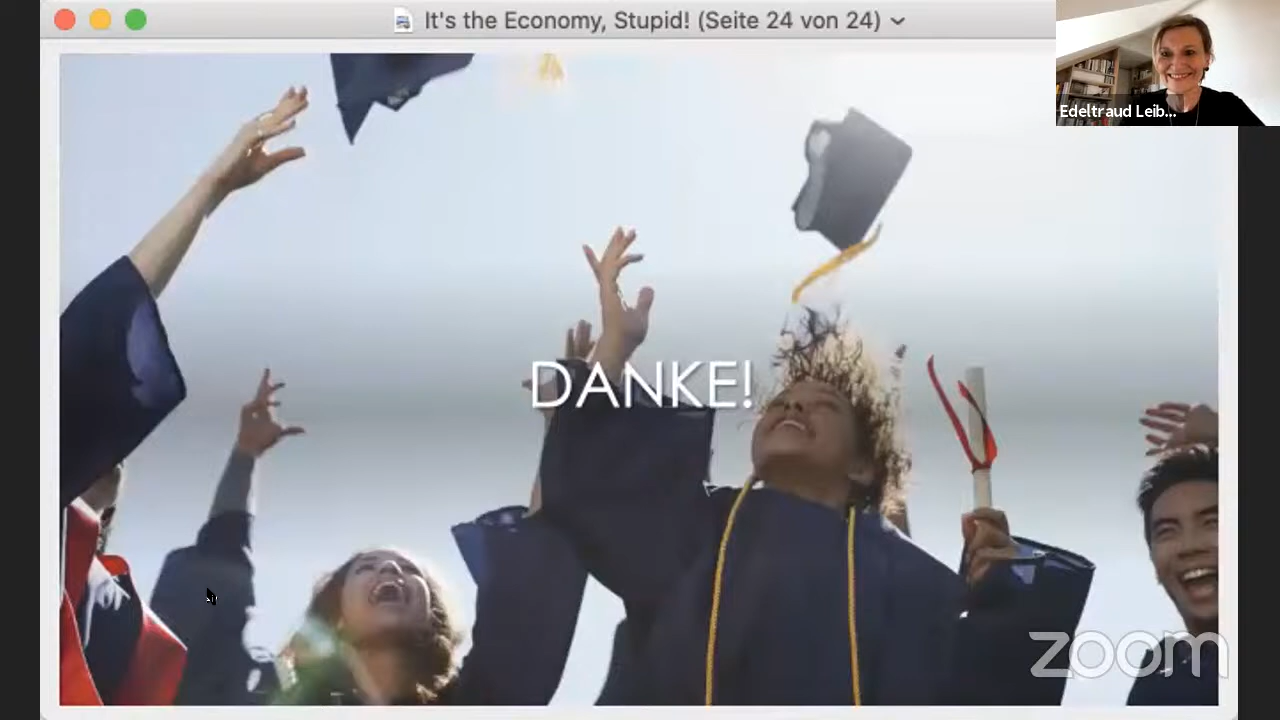 It's the Economy, Stupid! (Seite 24 von 24)
Edeltraud Leib...
DANKE!
zoom